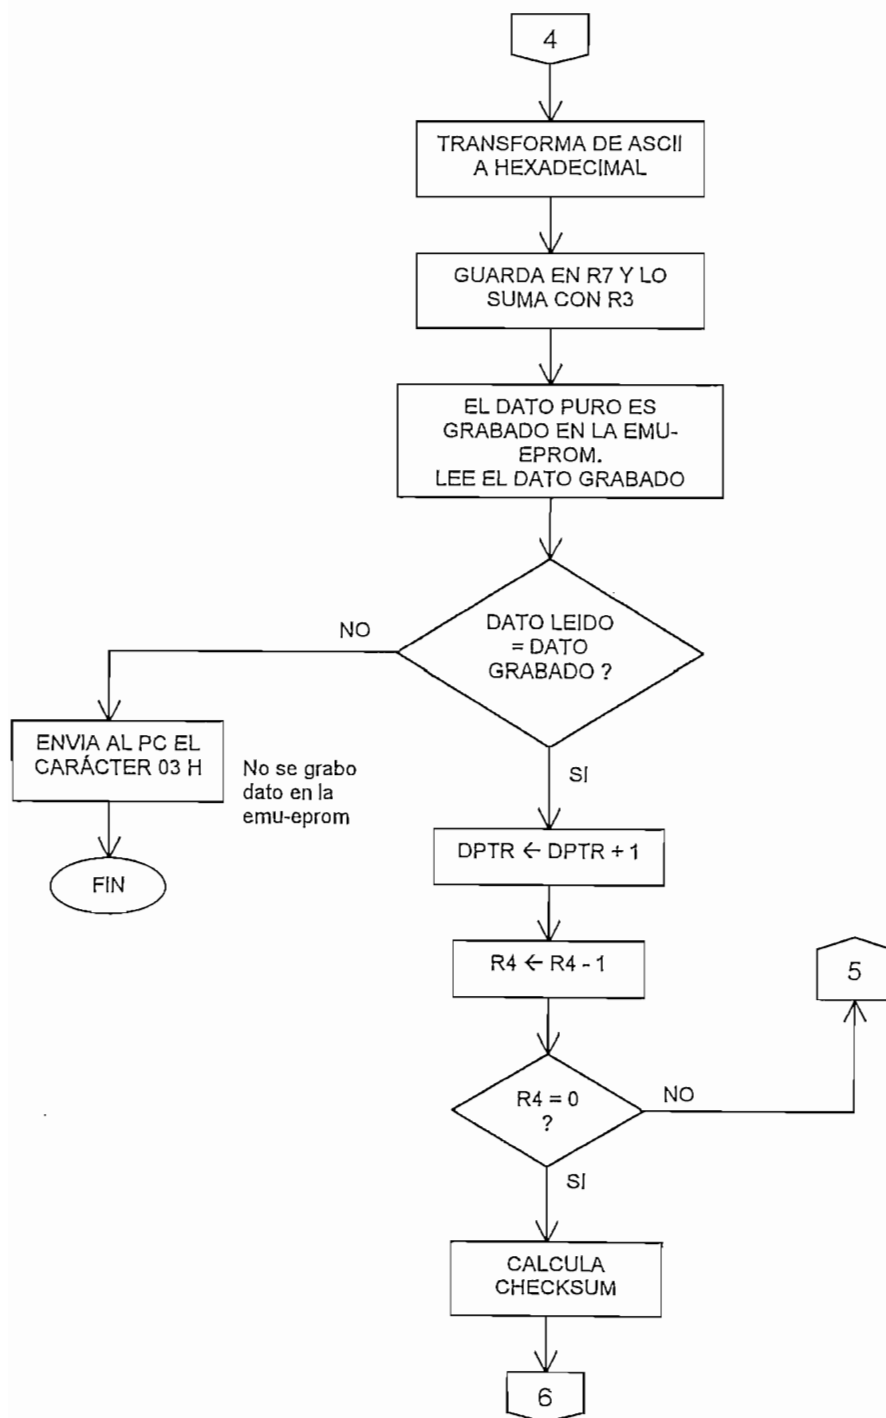 4
TRANSFORMA DE ASCII
A HEXADECIMAL
GUARDA EN R7 Y LO
SUMA CON R3
EL DATO PURO ES
GRABADO EN LA EMU-
EPROM.
LEE EL DATO GRABADO
NO
DATO LEIDO
= DATO
GRABADO ?
ENVIA AL PC EL
CARÁCTER 03 H
No se grabo
dato en la
emu-eprom
SI
FIN
DPTR ← DPTR + 1
R4 ← R4 - 1
5
R4 = 0
?
NO
SI
CALCULA
CHECKSUM
6